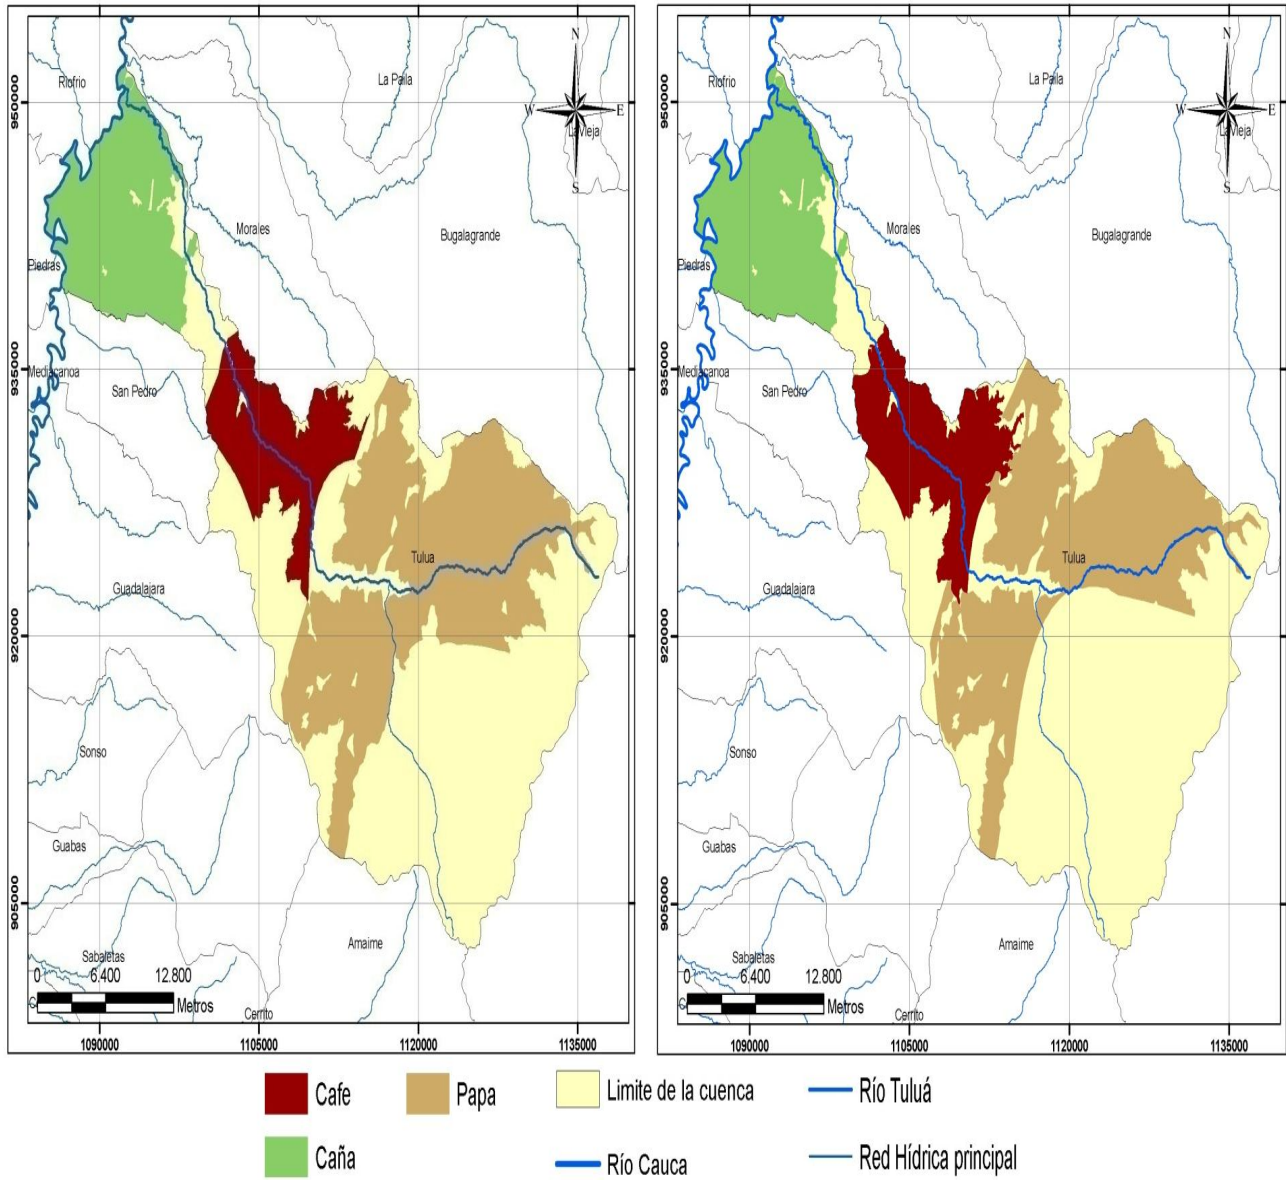 N
W E
S
Riofrio
La Paila
La Vieja
950000
Morales
Bugalagrande
Piedras
935000
Mediacanoa
San Pedro
Tulua
Guadalajara
920000
Sonso
Guabas
905000
Amaime
Sabaletas
0 6.400 12.800
Metros
Cerrito
1090000 1105000 1120000 1135000
N
W E
S
Riofrio
La Paila
La Vieja
950000
Morales
Bugalagrande
Piedras
935000
Mediacanoa
San Pedro
Tulua
Guadalajara
920000
Sonso
Guabas
905000
Amaime
Sabaletas
0 6.400 12.800
Metros
Cerrito
1090000 1105000 1120000 1135000
Cafe Papa Limite de la cuenca Río Tuluá
Caña Río Cauca Red Hídrica principal